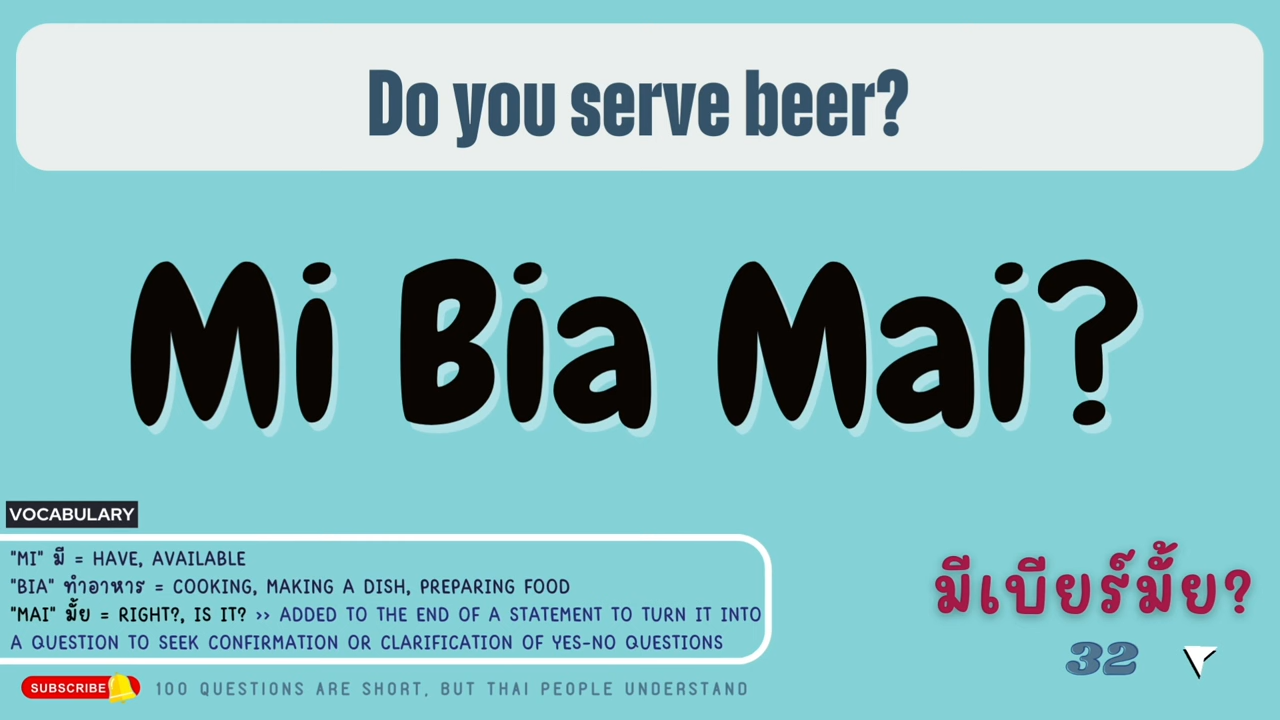 Do you serve beer?
Mi Bia Mai?
VOCABULARY
"MI" มี = HAVE, AVAILABLE
"BIA" ทำอาหาร = COOKING, MAKING A DISH, PREPARING FOOD
"MAI" มั้ย = RIGHT?, IS IT? >> ADDED TO THE END OF A STATEMENT TO TURN IT INTO
A QUESTION TO SEEK CONFIRMATION OR CLARIFICATION OF YES-NO QUESTIONS
มีเบียร์มั้ย?
32
SUBSCRIBE
100 QUESTIONS ARE SHORT, BUT THAI PEOPLE UNDERSTAND